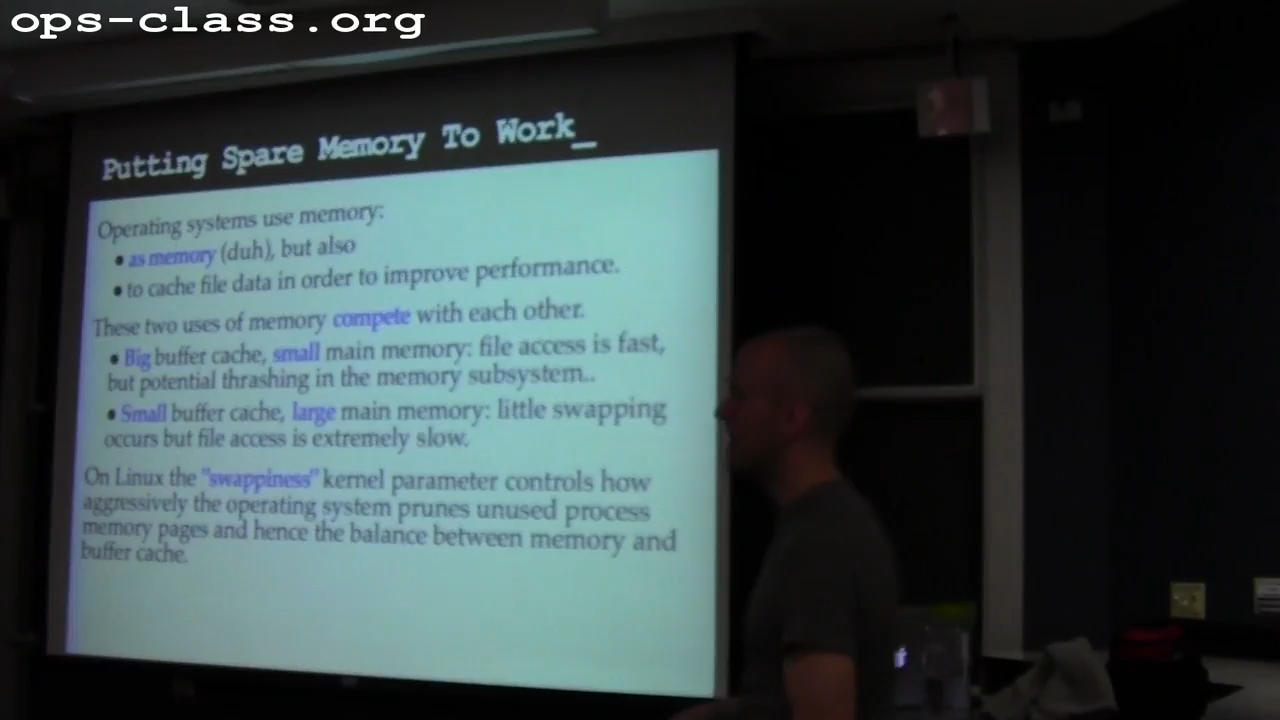 ops-class.org
Putting Spare Memory To Work_
Operating systems use memory:
• as memory (duh), but also
• to cache file data in order to improve performance.
These two uses of memory compete with each other.
• Big buffer cache, small main memory: file access is fast,
but potential thrashing in the memory subsystem..
• Small buffer cache, large main memory: little swapping
occurs but file access is extremely slow.
On Linux the "swappiness" kernel parameter controls how
aggressively the operating system prunes unused process
memory pages and hence the balance between memory and
buffer cache.